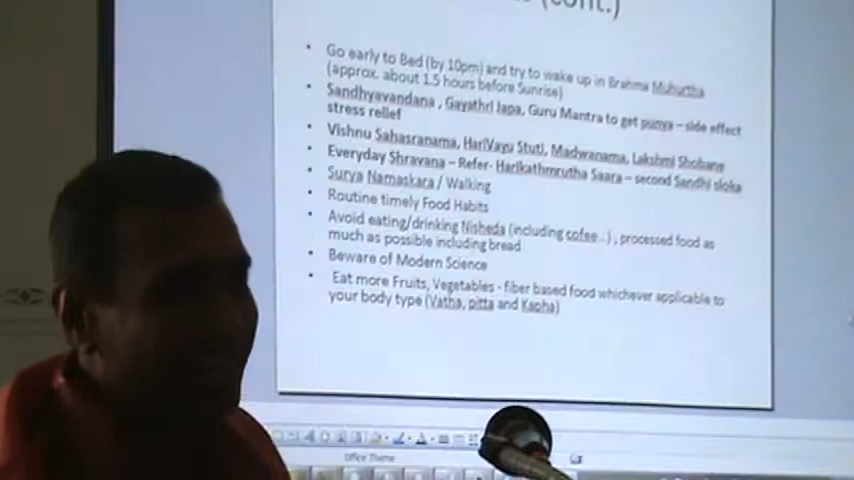 (cont.)
Go early to Bed (by 10pm) and try to wake up in Brahma Muhurtha
(approx. about 1.5 hours before Sunrise)
Sandhyavandana , Gayathri Japa, Guru Mantra to get punya – side effect
stress relief
Vishnu Sahasranama, HariVayu Stuti, Madwanama, Lakshmi Shobane
Everyday Shravana – Refer- Harikathmrutha Saara – second Sandhi sloka
Surya Namaskara / Walking
Routine timely Food Habits
Avoid eating/drinking Nisheda (including cofee...) , processed food as
much as possible including bread
Beware of Modern Science
Eat more Fruits, Vegetables - fiber based food whichever applicable to
your body type (Vatha, pitta and Kapha)
Office Theme